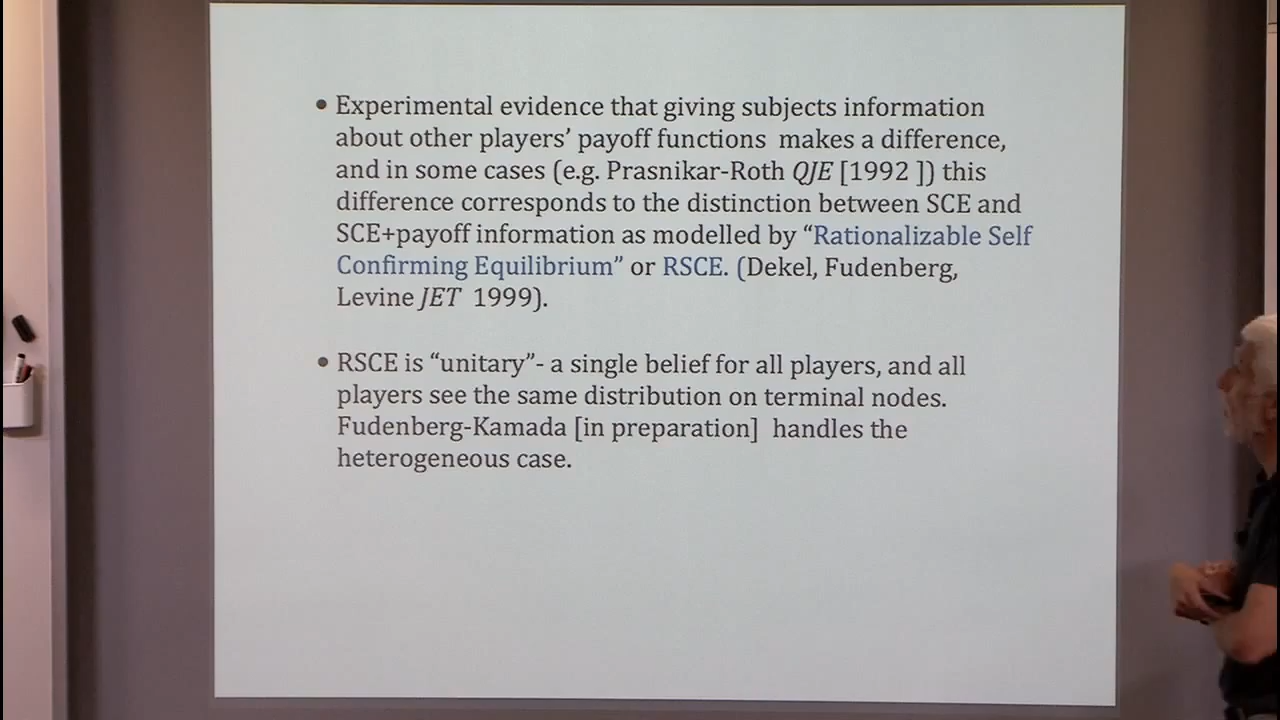 • Experimental evidence that giving subjects information
about other players’ payoff functions makes a difference,
and in some cases (e.g. Prasnikar-Roth QJE [1992 ]) this
difference corresponds to the distinction between SCE and
SCE+payoff information as modelled by “Rationalizable Self
Confirming Equilibrium” or RSCE. (Dekel, Fudenberg,
Levine JET 1999).
• RSCE is “unitary”- a single belief for all players, and all
players see the same distribution on terminal nodes.
Fudenberg-Kamada [in preparation] handles the
heterogeneous case.